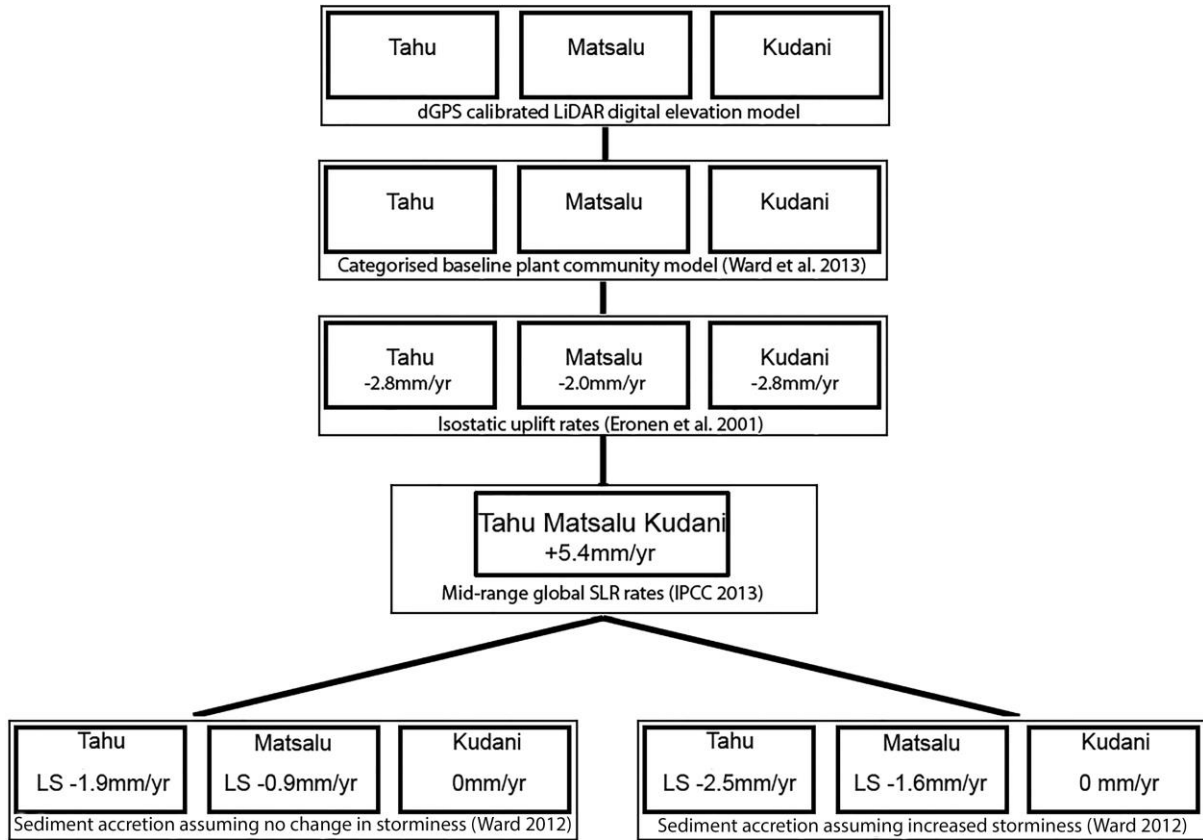 Tahu Matsalu Kudani
dGPS calibrated LiDAR digital elevation model
Tahu Matsalu Kudani
Categorised baseline plant community model (Ward et al. 2013)
Tahu Matsalu Kudani
-2.8mm/yr -2.0mm/yr -2.8mm/yr
Isostatic uplift rates (Eronen et al. 2001)
Tahu Matsalu Kudani
+5.4mm/yr
Mid-range global SLR rates (IPCC 2013)
Tahu Matsalu Kudani
LS -1.9mm/yr LS -0.9mm/yr 0mm/yr
Sediment accretion assuming no change in storminess (Ward 2012)
Tahu Matsalu Kudani
LS -2.5mm/yr LS -1.6mm/yr 0 mm/yr
Sediment accretion assuming increased storminess (Ward 2012)